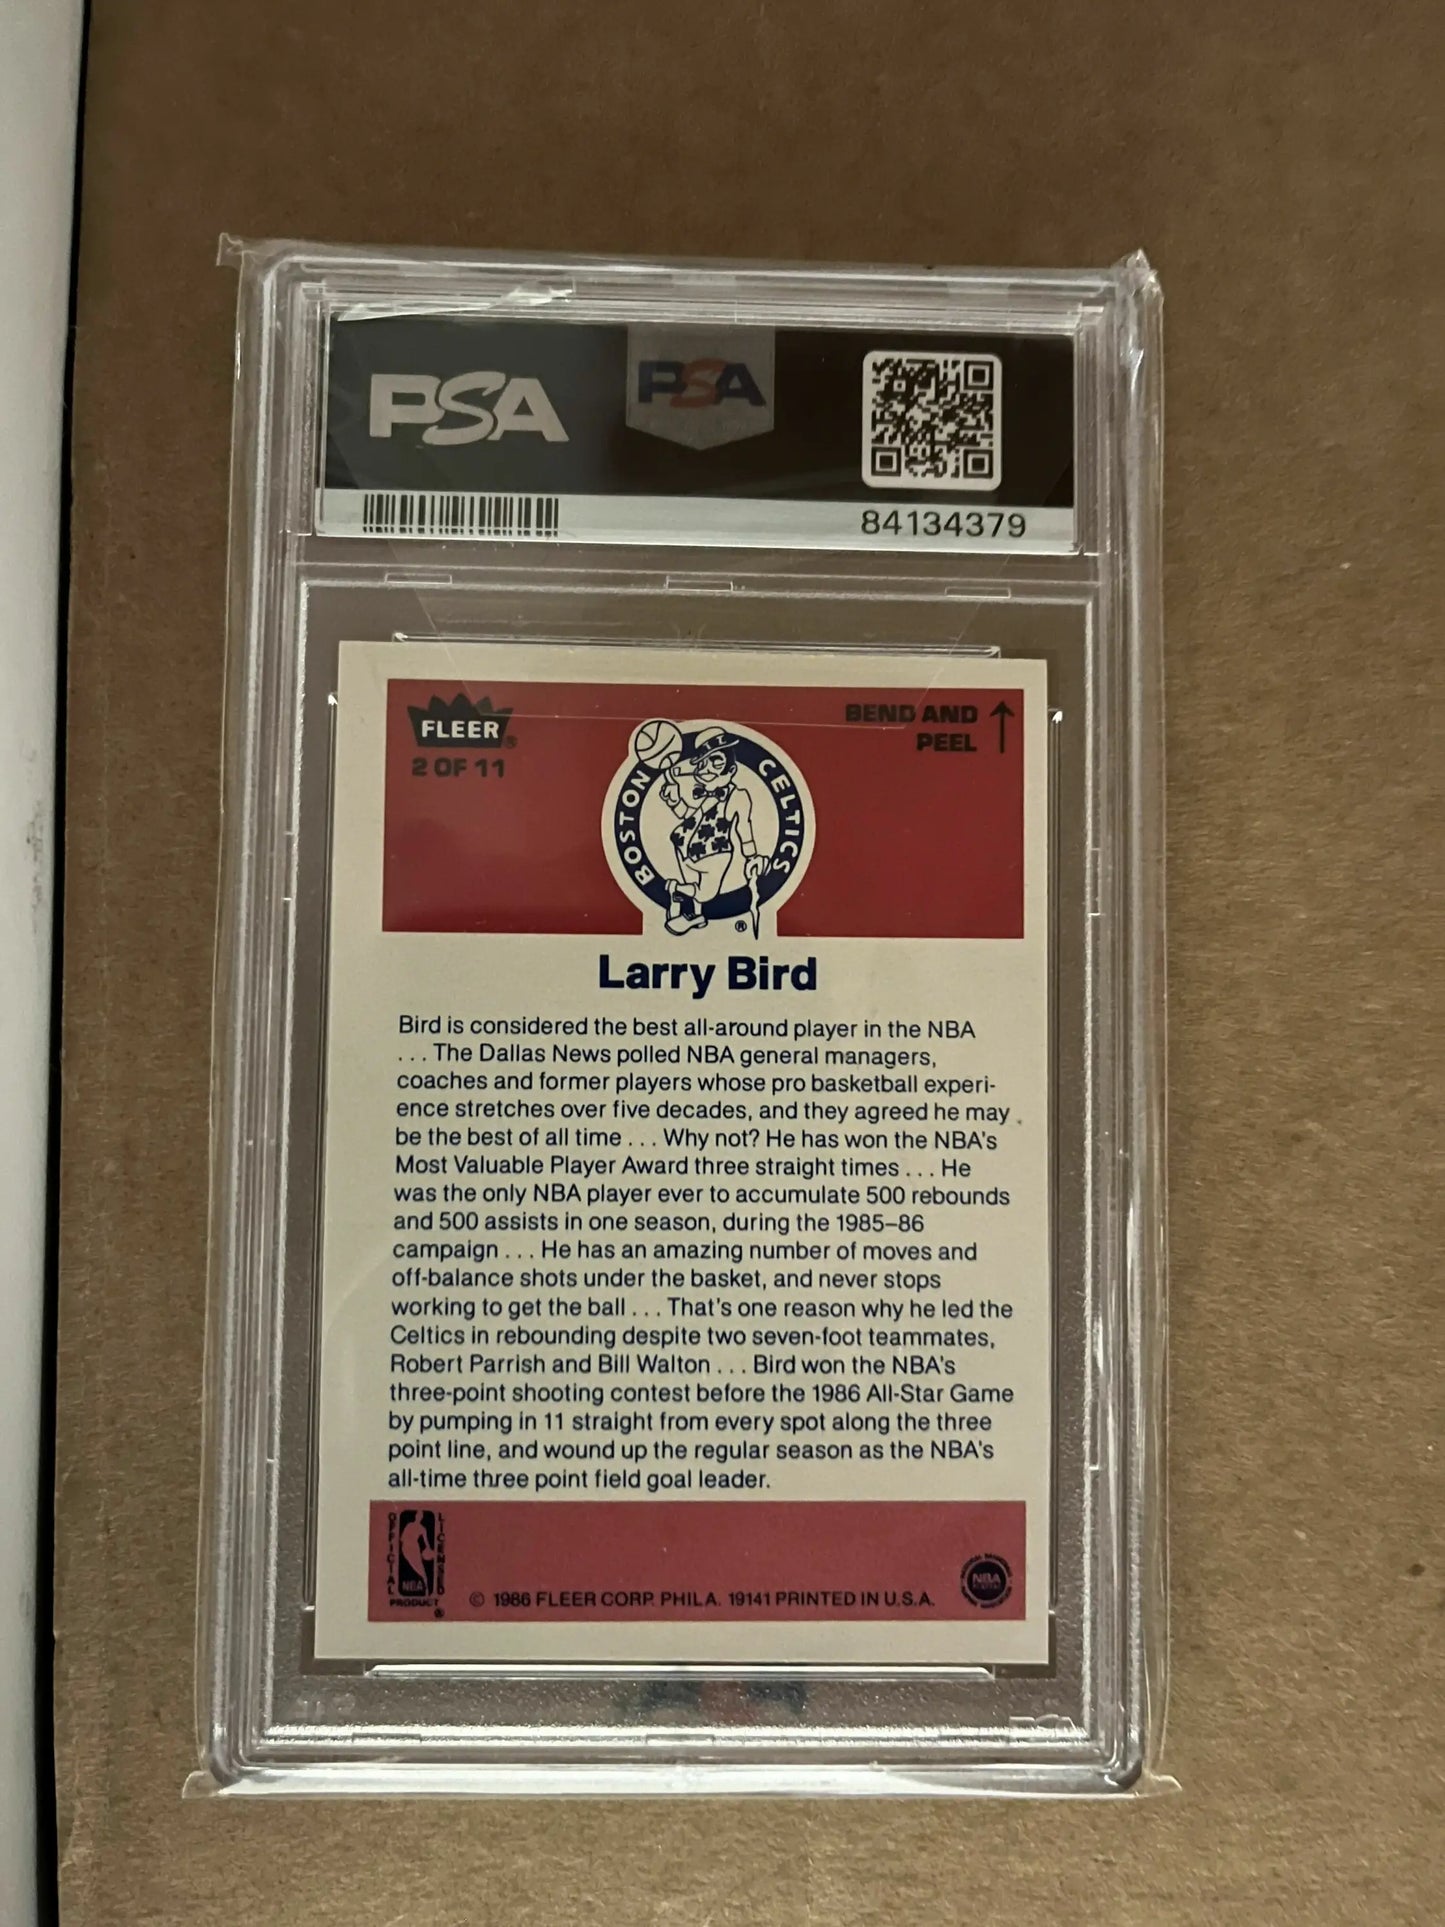 PSA
PSA
84134379
FLEER®
2 OF 11
BEND AND
PEEL
BOSTON CELTICS
®
Larry Bird
Bird is considered the best all-around player in the NBA
. . . The Dallas News polled NBA general managers,
coaches and former players whose pro basketball experi-
ence stretches over five decades, and they agreed he may
be the best of all time . . . Why not? He has won the NBA's
Most Valuable Player Award three straight times . . . He
was the only NBA player ever to accumulate 500 rebounds
and 500 assists in one season, during the 1985–86
campaign . . . He has an amazing number of moves and
off-balance shots under the basket, and never stops
working to get the ball . . . That's one reason why he led the
Celtics in rebounding despite two seven-foot teammates,
Robert Parrish and Bill Walton . . . Bird won the NBA's
three-point shooting contest before the 1986 All-Star Game
by pumping in 11 straight from every spot along the three
point line, and wound up the regular season as the NBA's
all-time three point field goal leader.
OFFICIAL LICENSED
NBA
PRODUCT
®
© 1986 FLEER CORP. PHILA. 19141 PRINTED IN U.S.A.
NBA